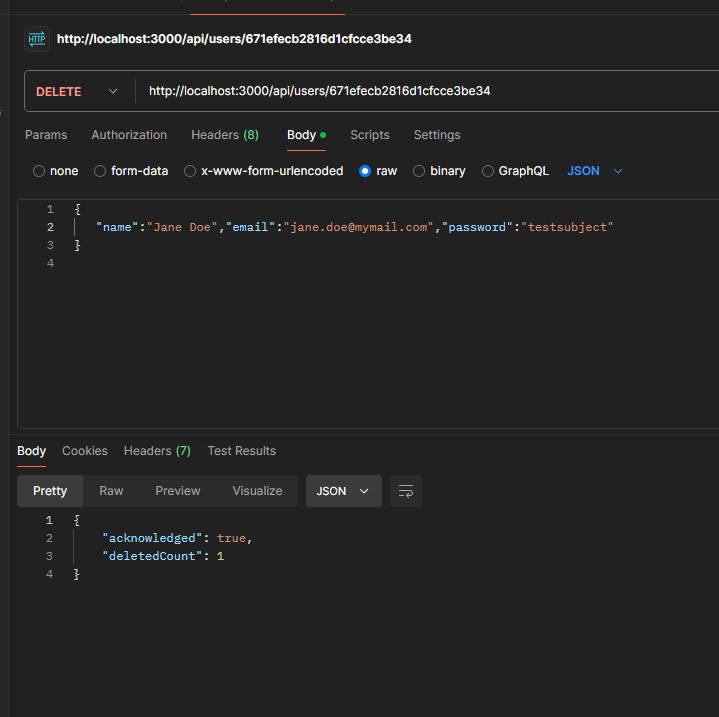 HTTP http://localhost:3000/api/users/671efecb2816d1cfcce3be34
DELETE http://localhost:3000/api/users/671efecb2816d1cfcce3be34
Params Authorization Headers (8) Body Scripts Settings
none form-data x-www-form-urlencoded raw binary GraphQL JSON
1 {
2 "name":"Jane Doe","email":"jane.doe@mymail.com","password":"testsubject"
3 }
4
Body Cookies Headers (7) Test Results
Pretty Raw Preview Visualize JSON
1 {
2 "acknowledged": true,
3 "deletedCount": 1
4 }